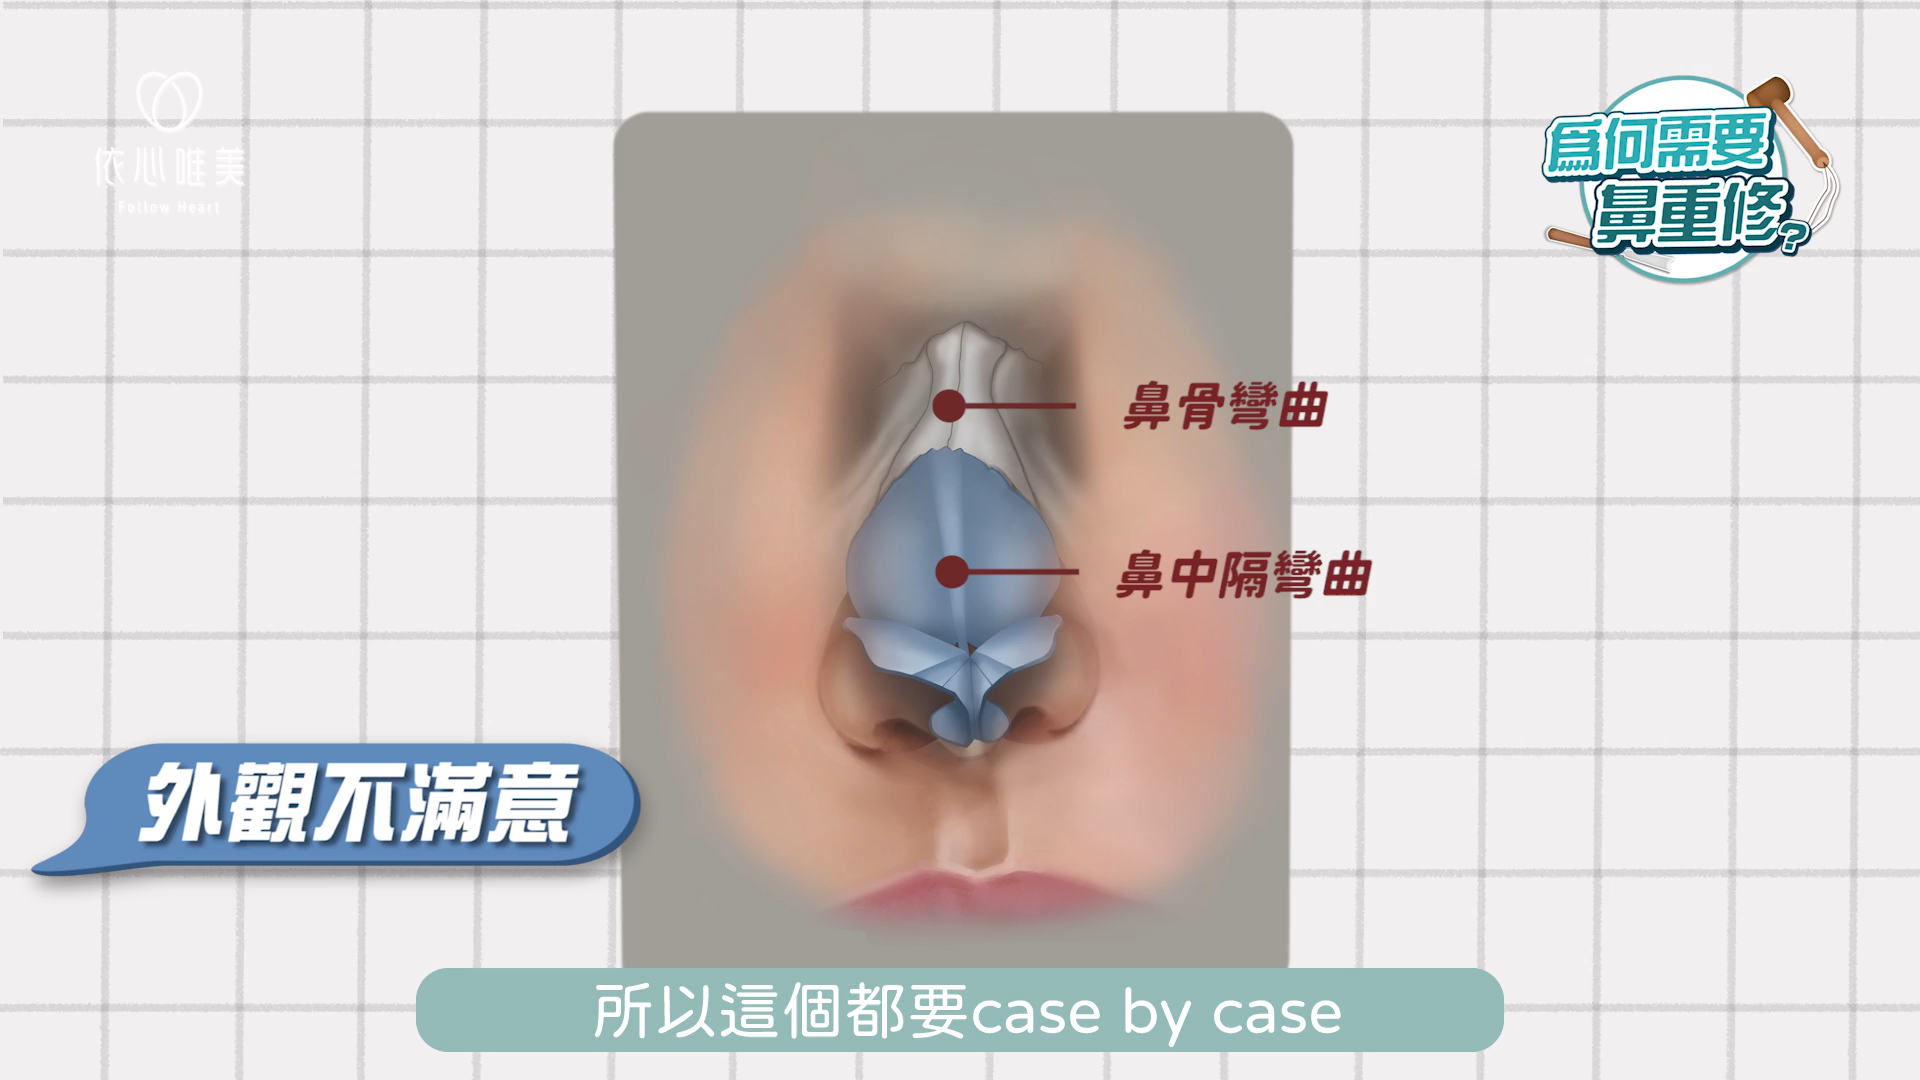 依心唯美
Follow Heart
為何需要
鼻重修?
鼻骨彎曲
鼻中隔彎曲
外觀不滿意
所以這個都要case by case